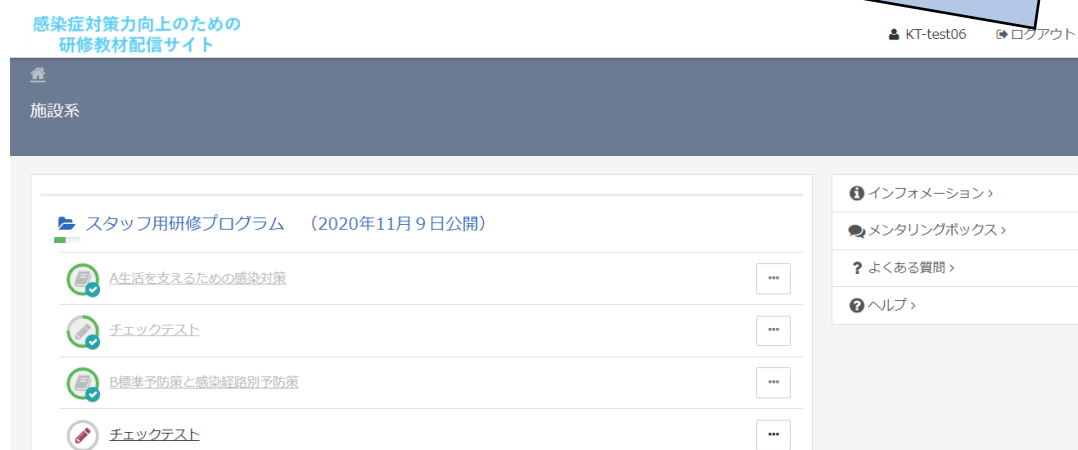 感染症対策力向上のための
研修教材配信サイト
KT-test06 ログアウト
施設系
スタッフ用研修プログラム （2020年11月9日公開）
A生活を支えるための感染対策
チェックテスト
B標準予防策と感染経路別予防策
チェックテスト
インフォメーション ›
メンタリングボックス ›
? よくある質問 ›
ヘルプ ›